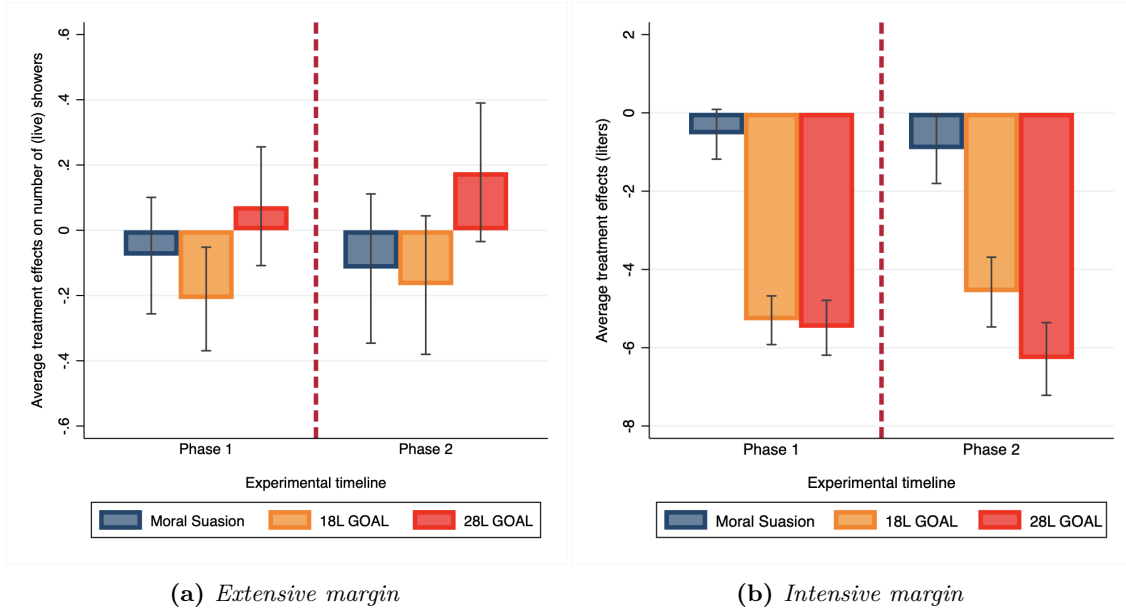 Average treatment effects on number of (live) showers
.6
.4
.2
0
-.2
-.4
-.6
Phase 1 Phase 2
Experimental timeline
Moral Suasion 18L GOAL 28L GOAL
(a) Extensive margin
Average treatment effects (liters)
2
0
-2
-4
-6
-8
Phase 1 Phase 2
Experimental timeline
Moral Suasion 18L GOAL 28L GOAL
(b) Intensive margin